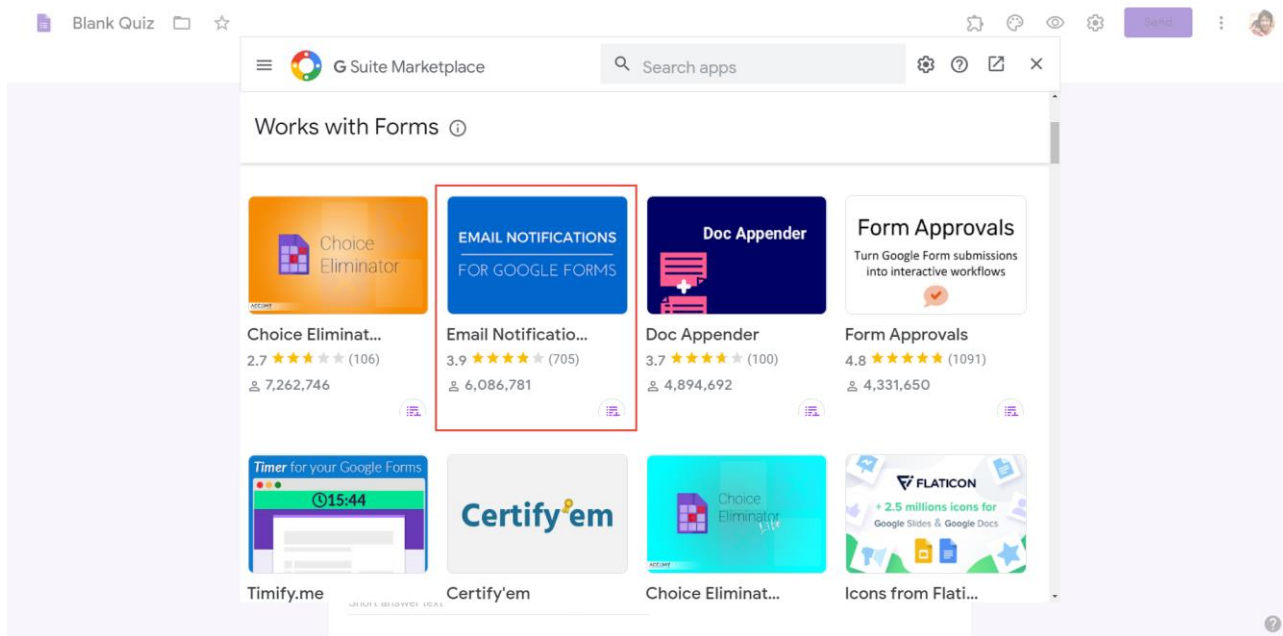 Blank Quiz
Send
G Suite Marketplace
Search apps
Works with Forms
Choice
Eliminator
EMAIL NOTIFICATIONS
FOR GOOGLE FORMS
Doc Appender
Form Approvals
Turn Google Form submissions
into interactive workflows
Choice Eliminat...
2.7 (106)
7,262,746
Email Notificatio...
3.9 (705)
6,086,781
Doc Appender
3.7 (100)
4,894,692
Form Approvals
4.8 (1091)
4,331,650
Timer for your Google Forms
15:44
Certify'em
Choice
Eliminator
Lite
FLATICON
+ 2.5 millions icons for
Google Slides & Google Docs
Timify.me
Certify'em
Choice Eliminat...
Icons from Flati...
Short answer text